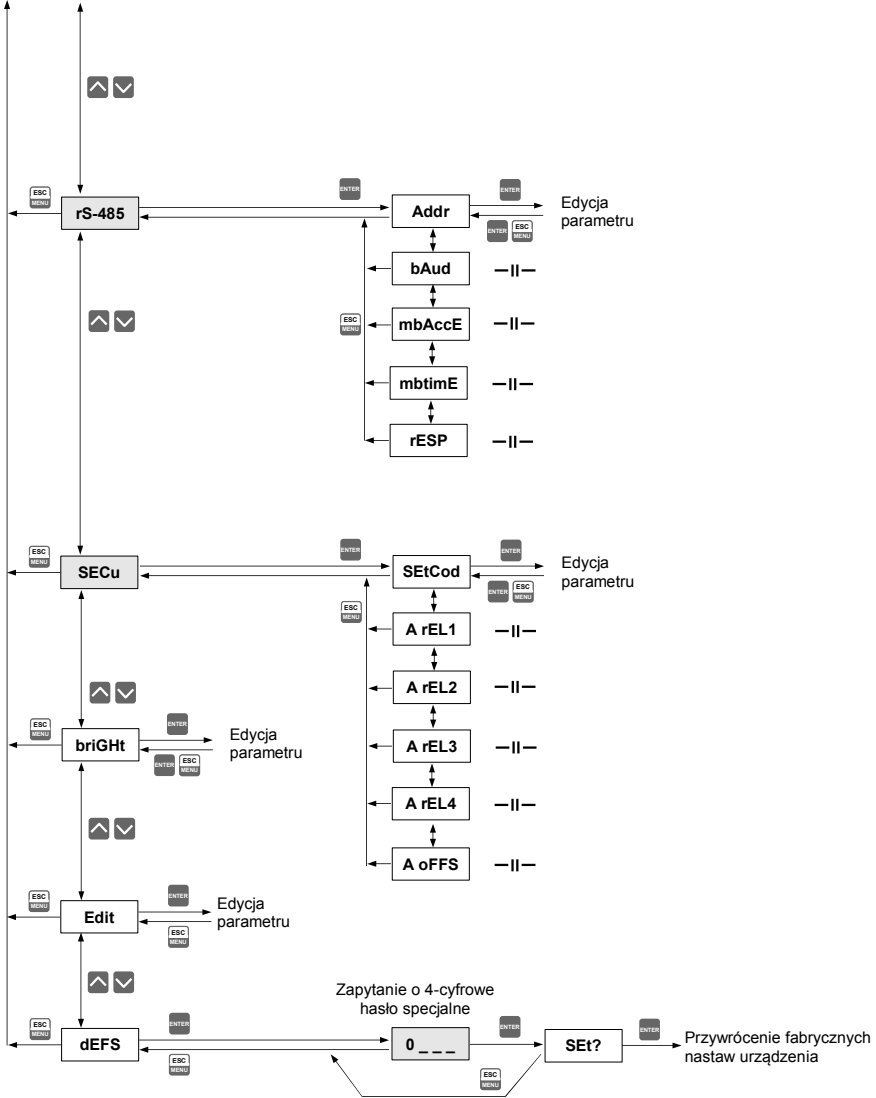 ESC
MENU
rS-485
ENTER
Addr
ENTER
ENTER
ESC
MENU
Edycja
parametru
bAud
—II—
ESC
MENU
mbAccE
—II—
mbtimE
—II—
rESP
—II—
ESC
MENU
SECu
ENTER
SEtCod
ENTER
ENTER
ESC
MENU
Edycja
parametru
ESC
MENU
A rEL1
—II—
A rEL2
—II—
A rEL3
—II—
A rEL4
—II—
A oFFS
—II—
ESC
MENU
briGHt
ENTER
ENTER
ESC
MENU
Edycja
parametru
ESC
MENU
Edit
ENTER
ESC
MENU
Edycja
parametru
ESC
MENU
dEFS
ENTER
ESC
MENU
Zapytanie o 4-cyfrowe
hasło specjalne
0 _ _ _
ENTER
ESC
MENU
SEt?
ENTER
Przywrócenie fabrycznych
nastaw urządzenia